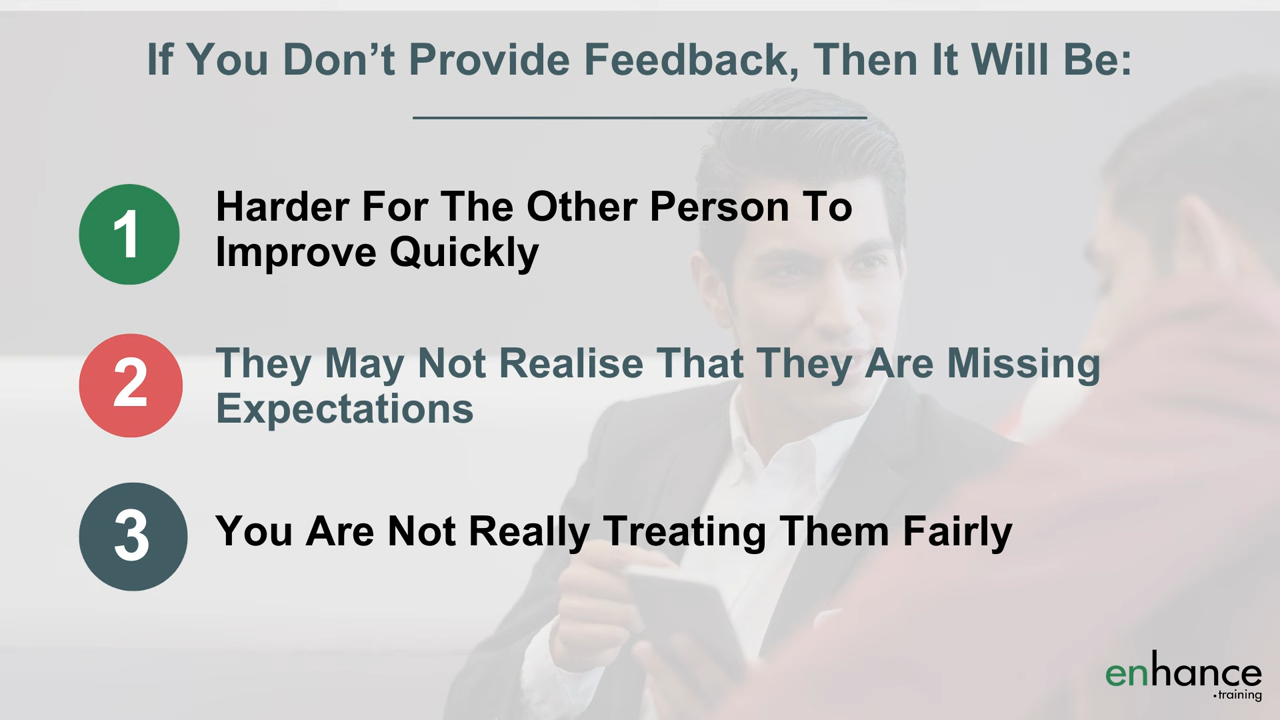 If You Don’t Provide Feedback, Then It Will Be:
1
Harder For The Other Person To
Improve Quickly
2
They May Not Realise That They Are Missing
Expectations
3
You Are Not Really Treating Them Fairly
enhance
.training